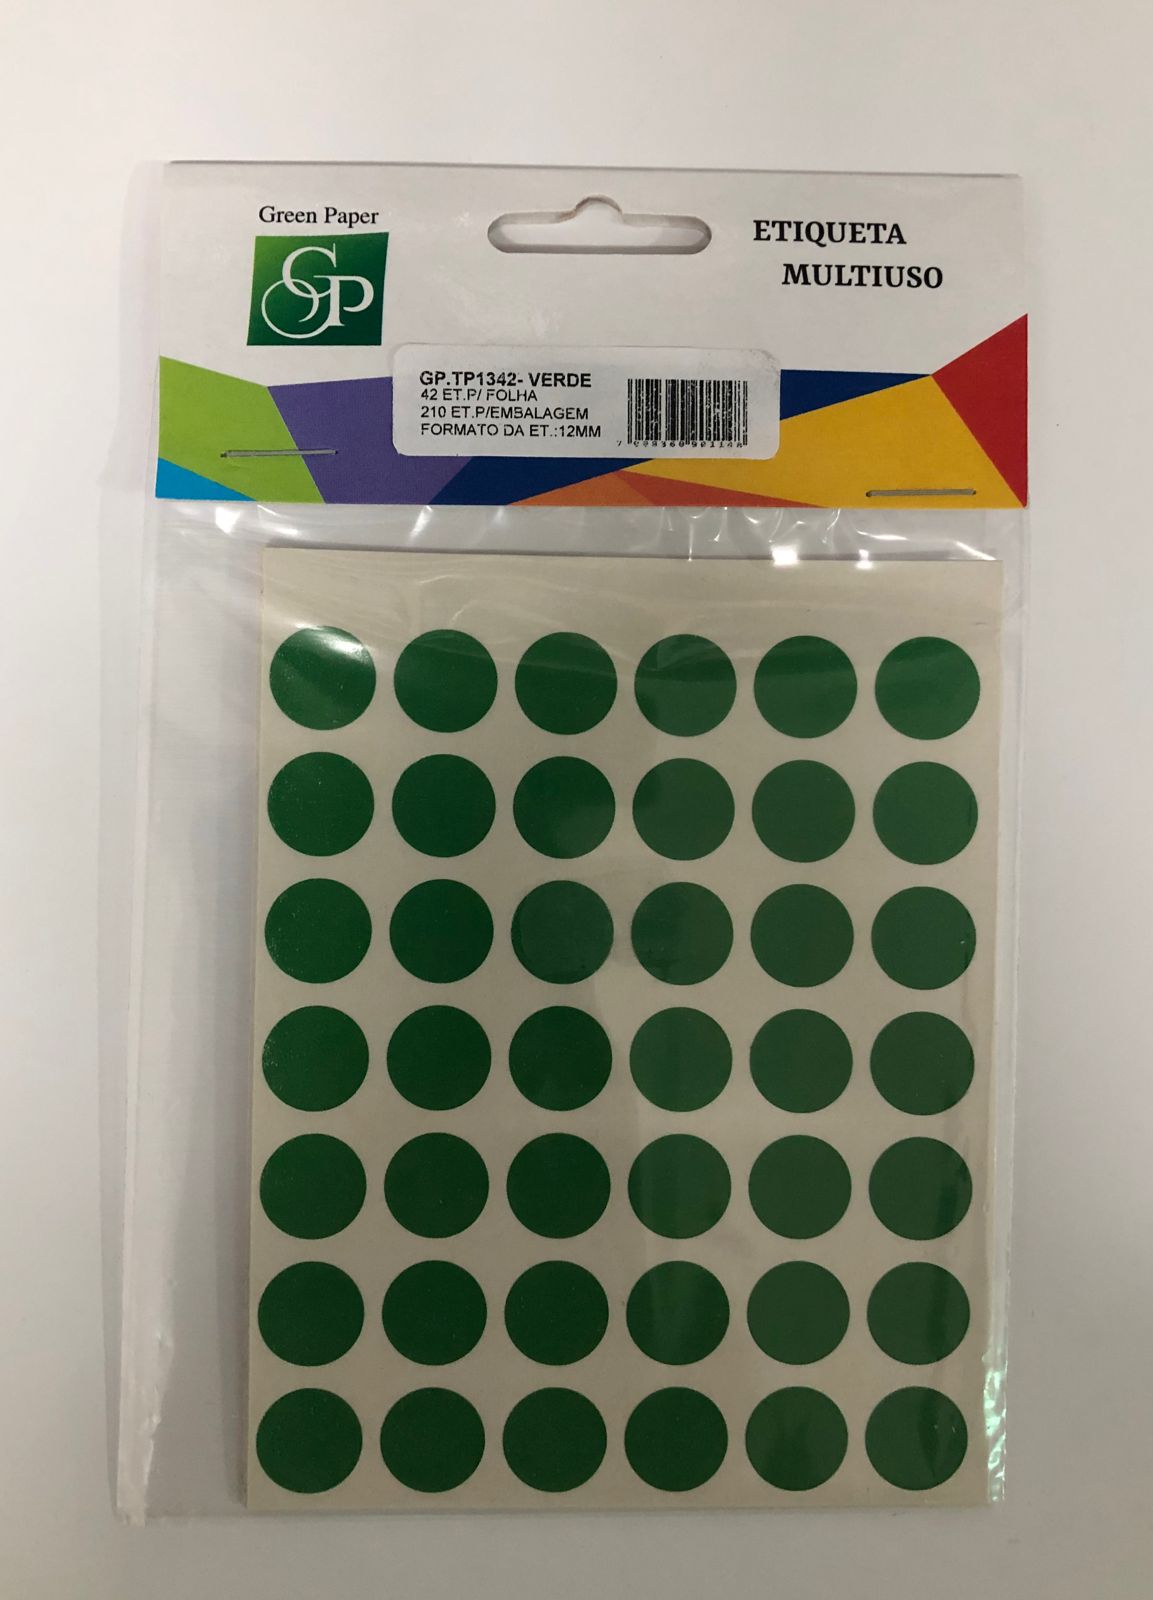 Green Paper
GP
ETIQUETA
MULTIUSO
GP.TP1342- VERDE
42 ET.P/ FOLHA
210 ET.P/EMBALAGEM
FORMATO DA ET.:12MM